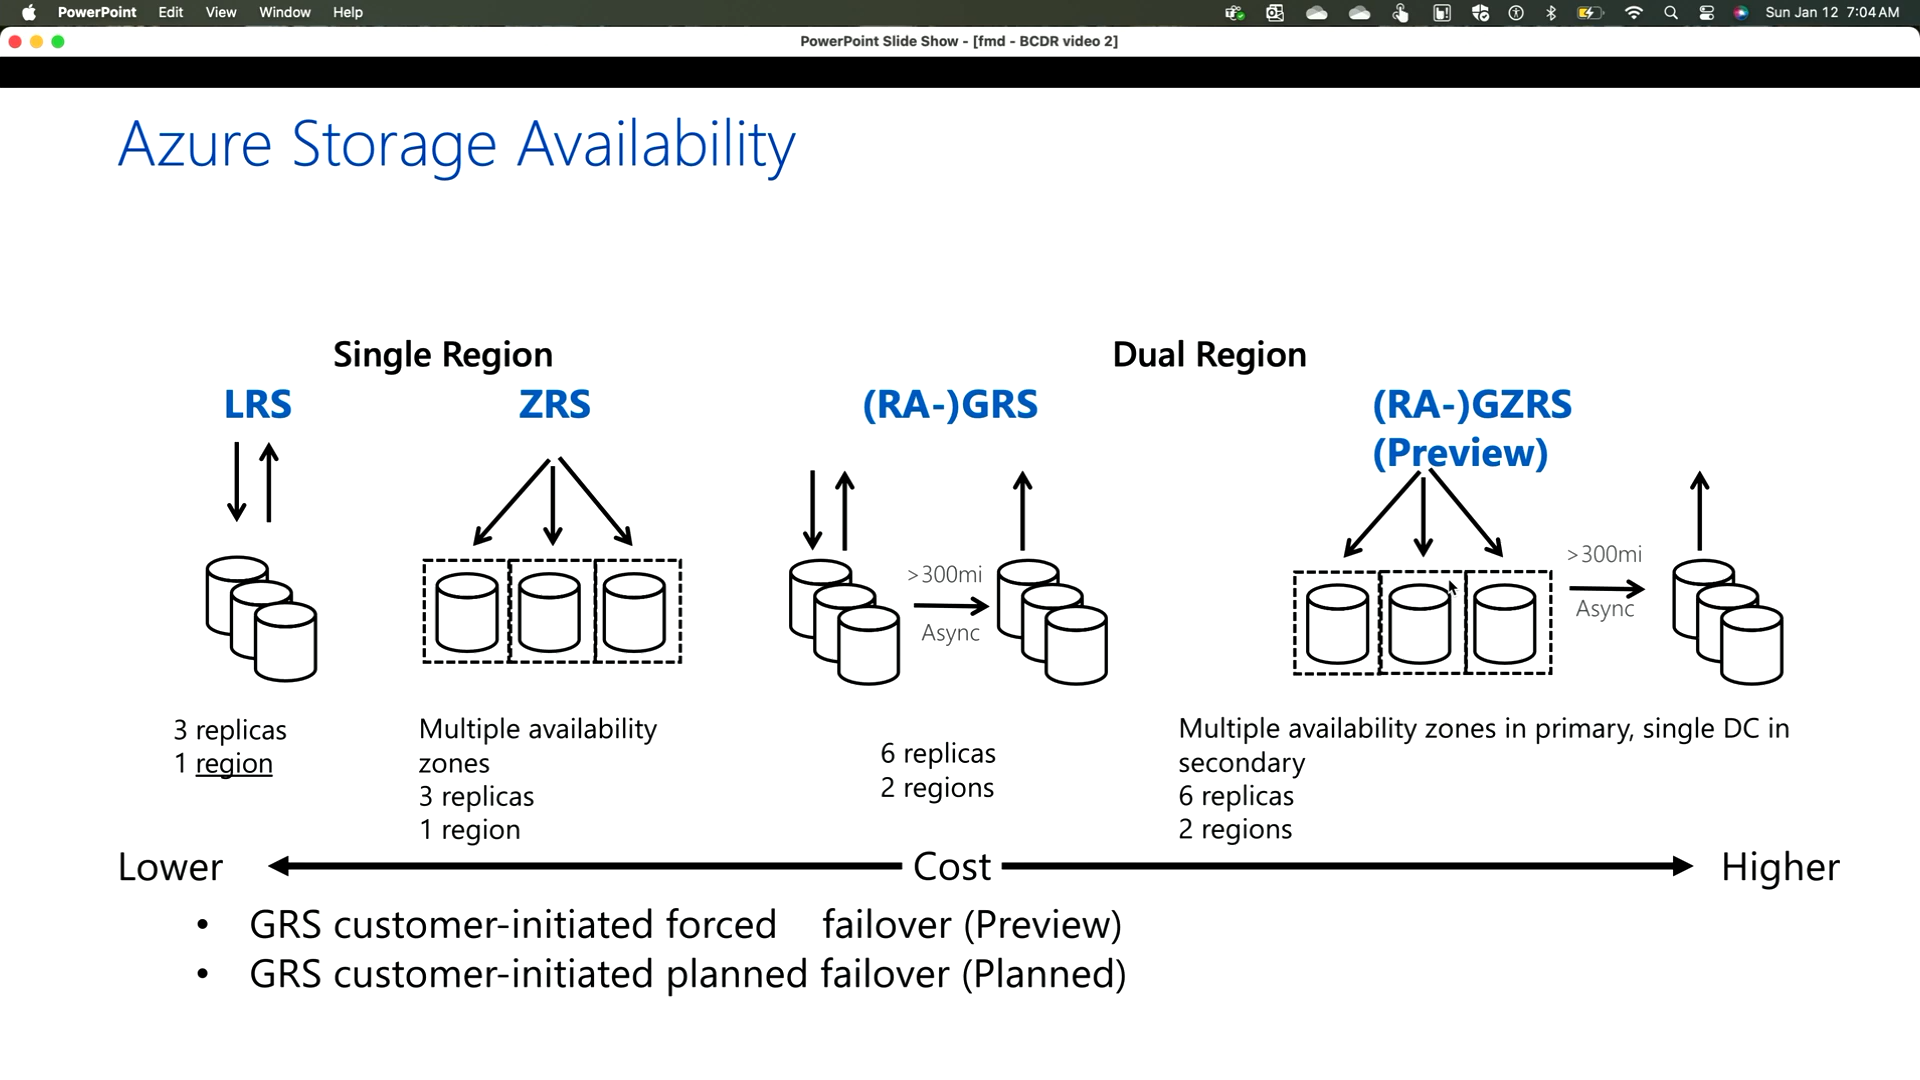 PowerPoint Edit View Window Help Sun Jan 12 7:04 AM
PowerPoint Slide Show - [fmd - BCDR video 2]
Azure Storage Availability
Single Region
Dual Region
LRS
ZRS
(RA-)GRS
(RA-)GZRS
(Preview)
>300mi
Async
>300mi
Async
3 replicas
1 region
Multiple availability
zones
3 replicas
1 region
6 replicas
2 regions
Multiple availability zones in primary, single DC in
secondary
6 replicas
2 regions
Lower
Cost
Higher
• GRS customer-initiated forced failover (Preview)
• GRS customer-initiated planned failover (Planned)